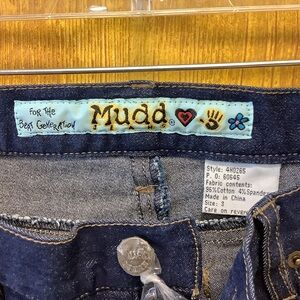 FOR THE
Best Generation
Mudd
Style: 4H0265
P. O: 60645
Fabric contents:
96%Cotton 4%Spandex
Made in China
Size: 3
Care on reverse